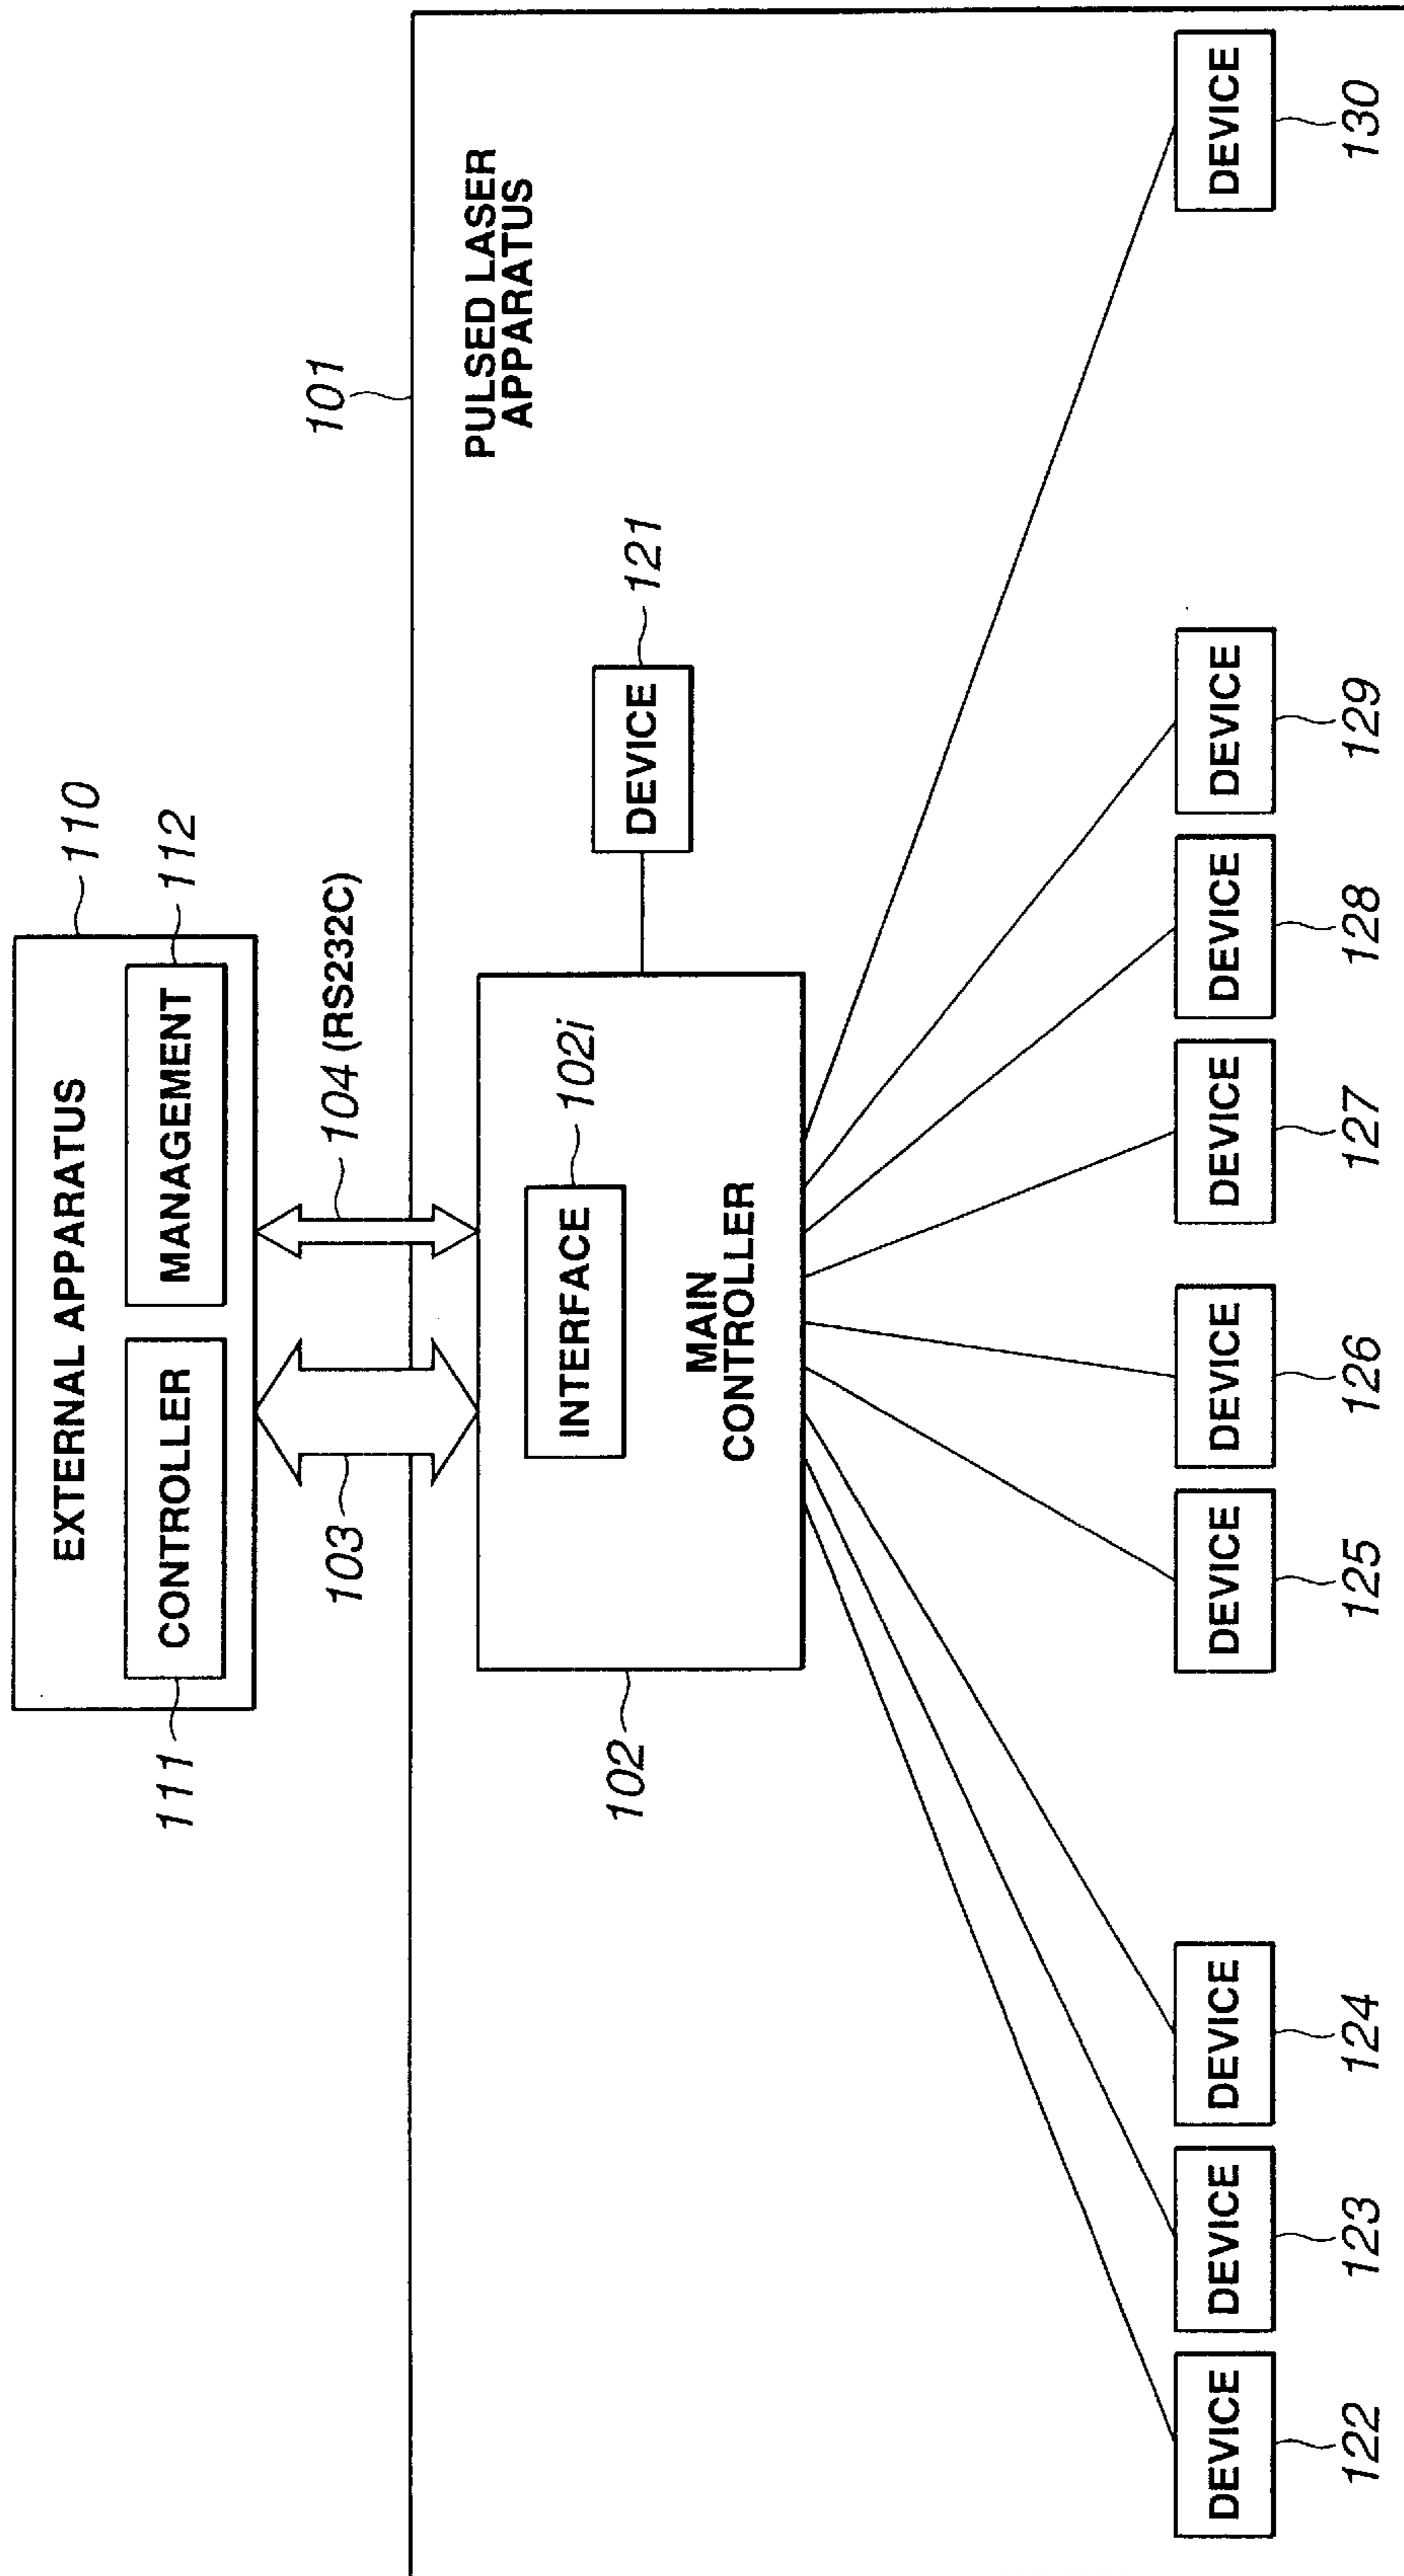 EXTERNAL APPARATUS
110
CONTROLLER
MANAGEMENT
111
112
103
104 (RS232C)
101
PULSED LASER
APPARATUS
INTERFACE
102i
MAIN
CONTROLLER
102
DEVICE
121
DEVICE
DEVICE
DEVICE
DEVICE
DEVICE
DEVICE
DEVICE
DEVICE
DEVICE
122
123
124
125
126
127
128
129
130